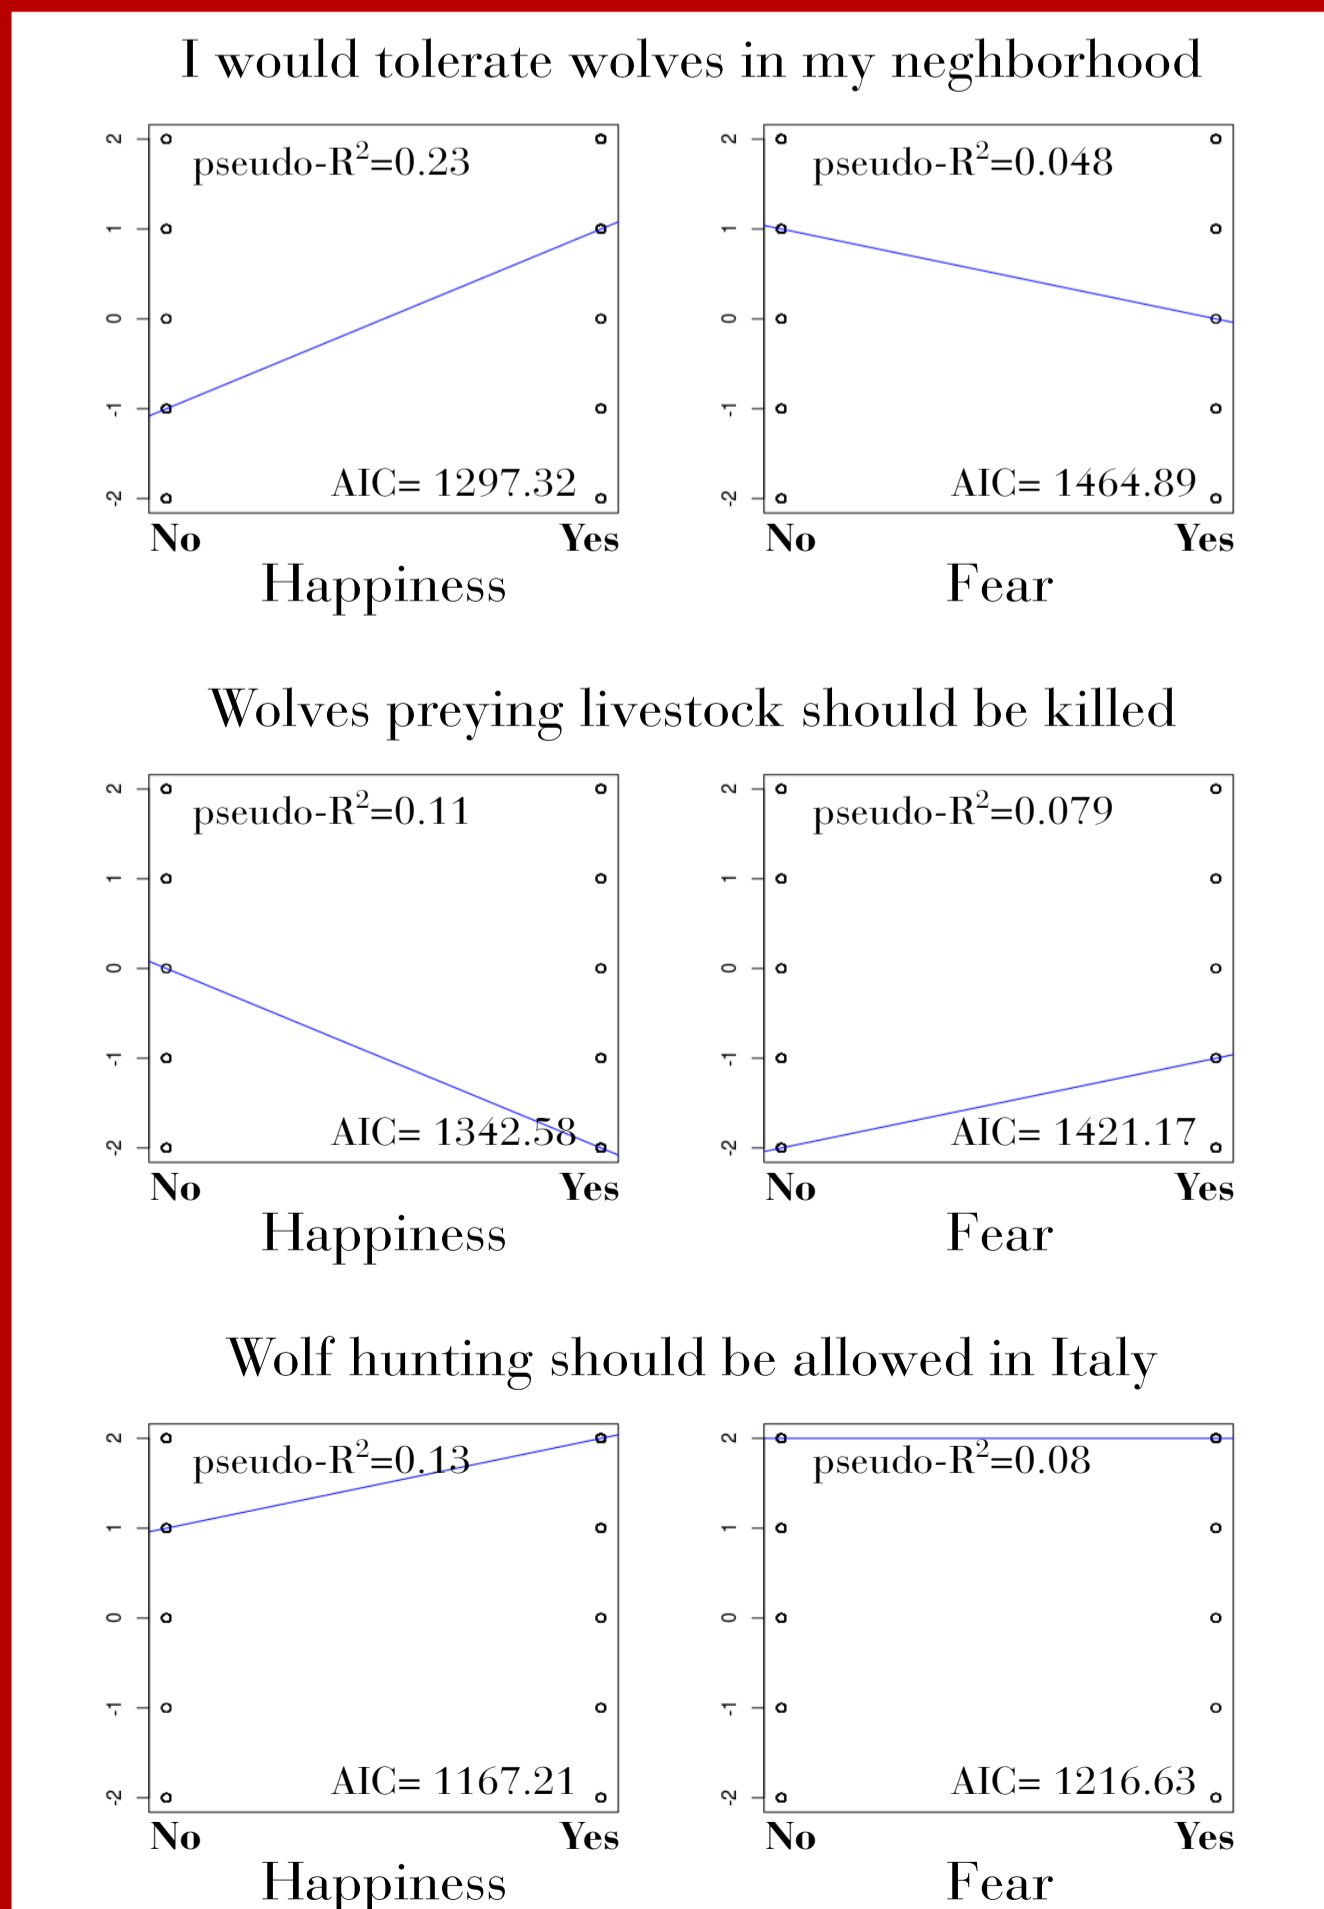 I would tolerate wolves in my neghborhood
2
1
0
-1
-2
pseudo-R²=0.23
AIC= 1297.32
No Yes
Happiness
2
1
0
-1
-2
pseudo-R²=0.048
AIC= 1464.89
No Yes
Fear
Wolves preying livestock should be killed
2
1
0
-1
-2
pseudo-R²=0.11
AIC= 1342.58
No Yes
Happiness
2
1
0
-1
-2
pseudo-R²=0.079
AIC= 1421.17
No Yes
Fear
Wolf hunting should be allowed in Italy
2
1
0
-1
-2
pseudo-R²=0.13
AIC= 1167.21
No Yes
Happiness
2
1
0
-1
-2
pseudo-R²=0.08
AIC= 1216.63
No Yes
Fear